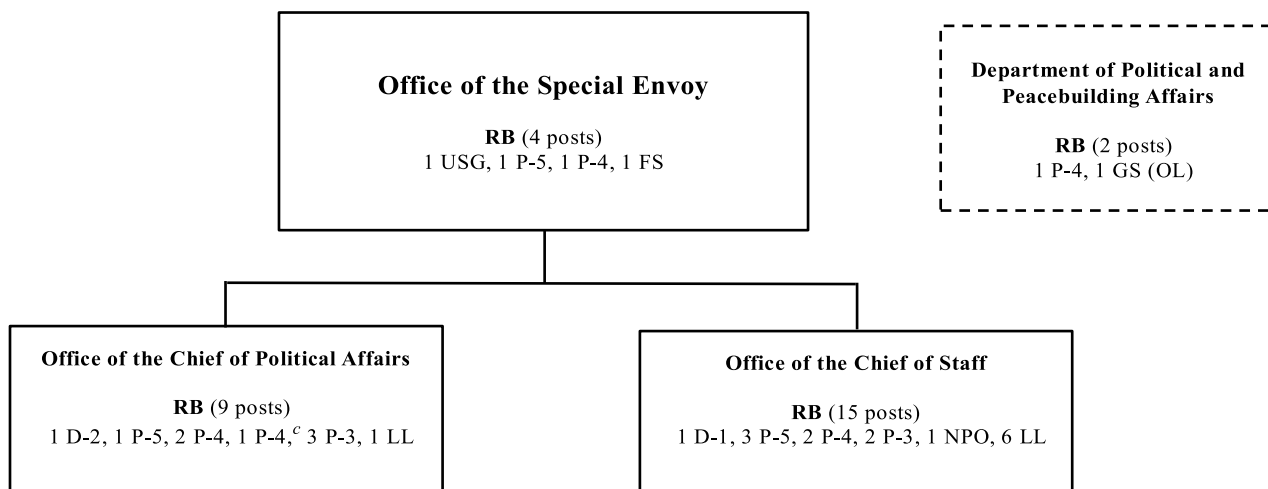 Office of the Special Envoy
RB (4 posts)
1 USG, 1 P-5, 1 P-4, 1 FS
Department of Political and
Peacebuilding Affairs
RB (2 posts)
1 P-4, 1 GS (OL)
Office of the Chief of Political Affairs
RB (9 posts)
1 D-2, 1 P-5, 2 P-4, 1 P-4,c 3 P-3, 1 LL
Office of the Chief of Staff
RB (15 posts)
1 D-1, 3 P-5, 2 P-4, 2 P-3, 1 NPO, 6 LL